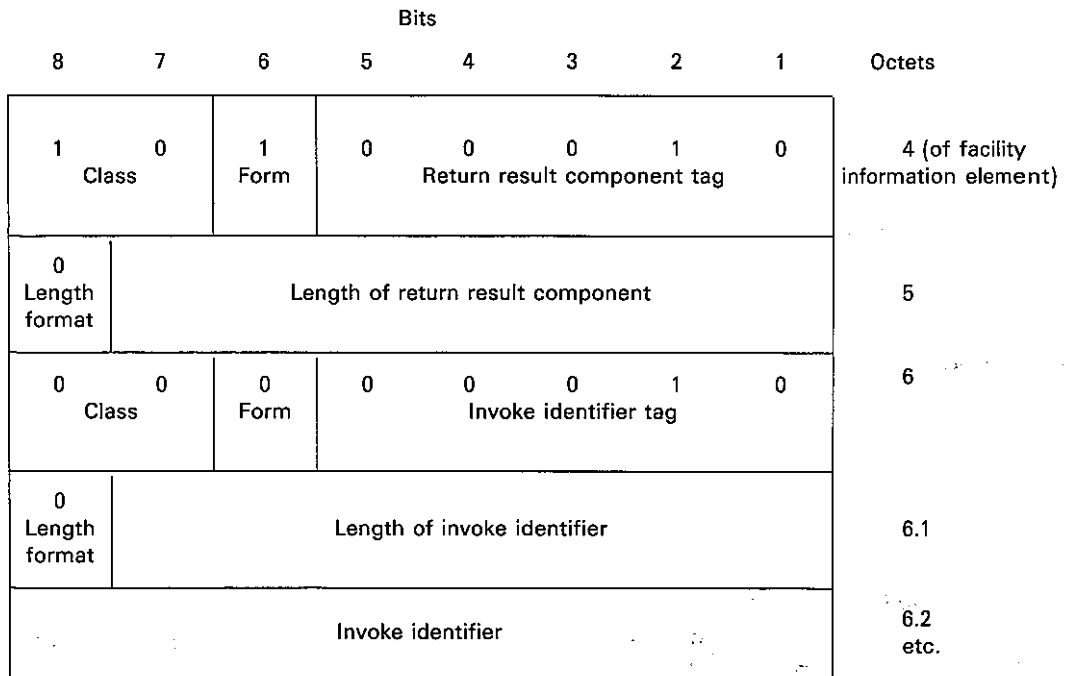 Bits
8 7 6 5 4 3 2 1 Octets
1 0 1 0 0 0 1 0 4 (of facility
Class Form Return result component tag information element)
0
Length Length of return result component 5
format
0 0 0 0 0 0 1 0 6
Class Form Invoke identifier tag
0
Length Length of invoke identifier 6.1
format
Invoke identifier 6.2
etc.